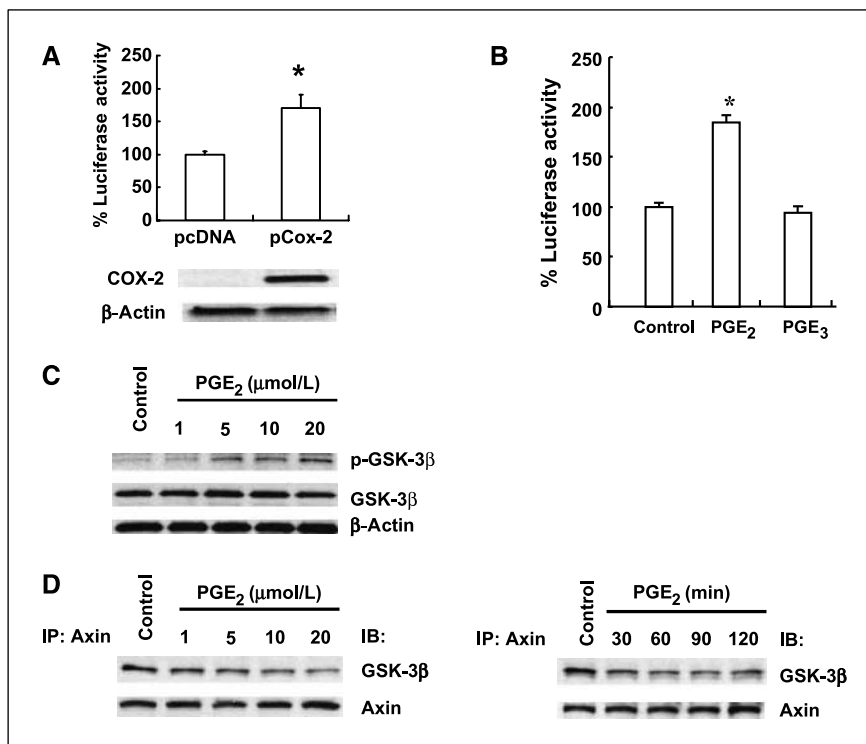 A
% Luciferase activity
250
200
150
100
50
0
*
pcDNA pCox-2
COX-2
β-Actin
B
% Luciferase activity
300
250
200
150
100
50
0
*
Control PGE2 PGE3
C
Control
PGE2 (μmol/L)
1 5 10 20
p-GSK-3β
GSK-3β
β-Actin
D
Control
PGE2 (μmol/L)
IP: Axin 1 5 10 20 IB:
GSK-3β
Axin
Control
PGE2 (min)
IP: Axin 30 60 90 120 IB:
GSK-3β
Axin